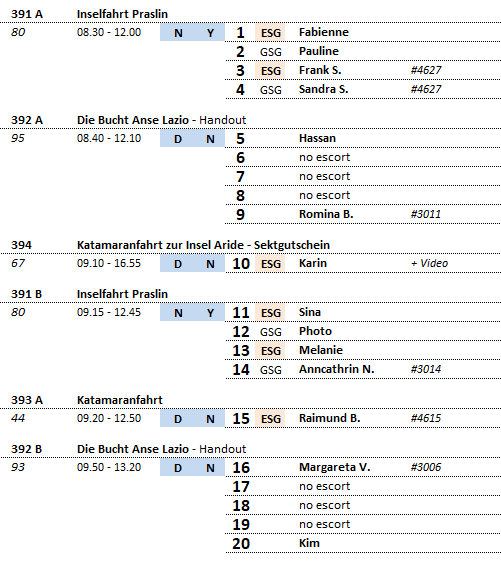 391 A Inselfahrt Praslin
80 08.30 - 12.00 N Y 1 ESG Fabienne
2 GSG Pauline
3 ESG Frank S. #4627
4 GSG Sandra S. #4627
392 A Die Bucht Anse Lazio - Handout
95 08.40 - 12.10 D N 5 Hassan
6 no escort
7 no escort
8 no escort
9 Romina B. #3011
394 Katamaranfahrt zur Insel Aride - Sektgutschein
67 09.10 - 16.55 D N 10 ESG Karin + Video
391 B Inselfahrt Praslin
80 09.15 - 12.45 N Y 11 ESG Sina
12 GSG Photo
13 ESG Melanie
14 GSG Anncathrin N. #3014
393 A Katamaranfahrt
44 09.20 - 12.50 D N 15 ESG Raimund B. #4615
392 B Die Bucht Anse Lazio - Handout
93 09.50 - 13.20 D N 16 Margareta V. #3006
17 no escort
18 no escort
19 no escort
20 Kim